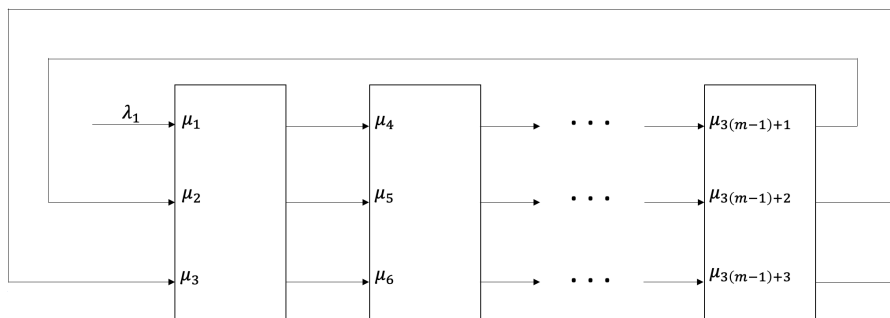 λ₁ μ₁ μ₄ • • • μ₃₍ₘ₋₁₎₊₁
μ₂ μ₅ • • • μ₃₍ₘ₋₁₎₊₂
μ₃ μ₆ • • • μ₃₍ₘ₋₁₎₊₃